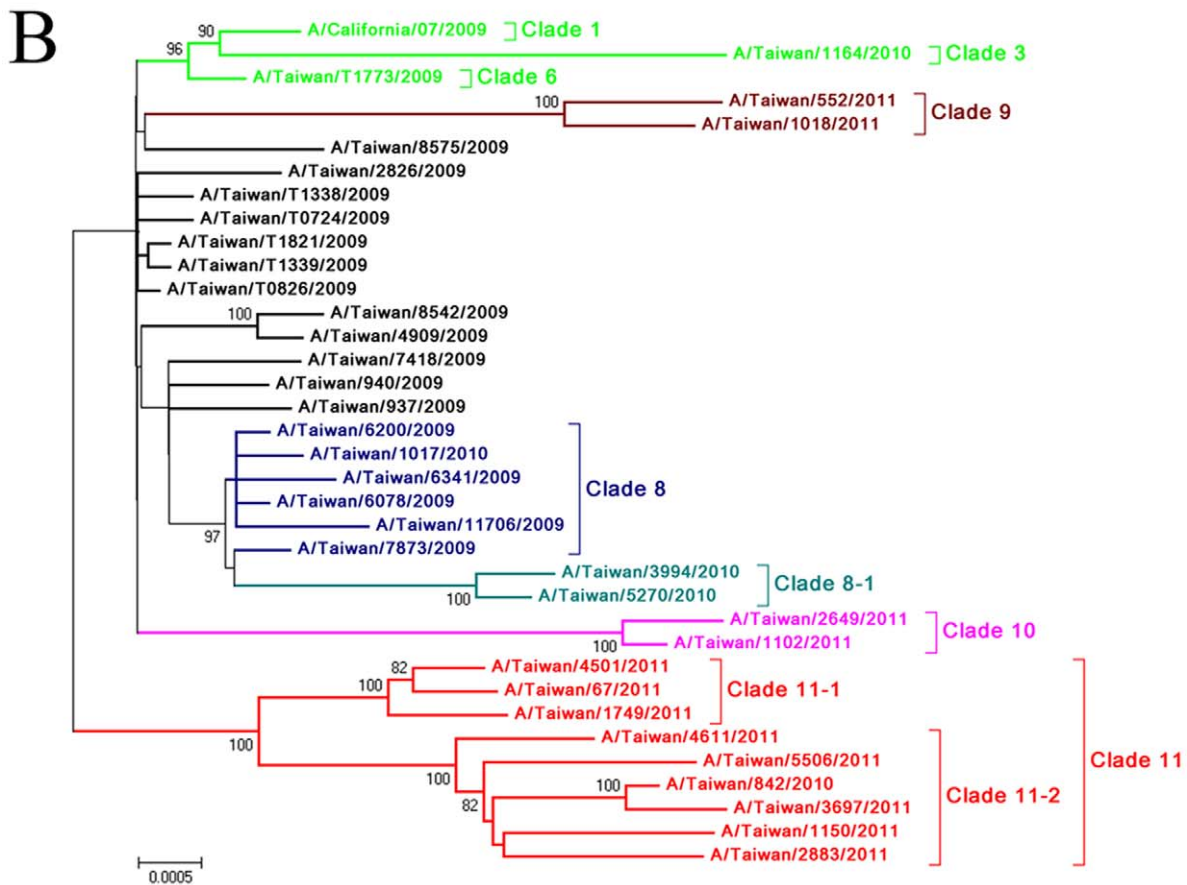 B
90 A/California/07/2009 Clade 1
96 A/Taiwan/1164/2010 Clade 3
A/Taiwan/T1773/2009 Clade 6
100 A/Taiwan/552/2011
Clade 9
A/Taiwan/1018/2011
A/Taiwan/8575/2009
A/Taiwan/2826/2009
A/Taiwan/T1338/2009
A/Taiwan/T0724/2009
A/Taiwan/T1821/2009
A/Taiwan/T1339/2009
A/Taiwan/T0826/2009
100 A/Taiwan/8542/2009
A/Taiwan/4909/2009
A/Taiwan/7418/2009
A/Taiwan/940/2009
A/Taiwan/937/2009
A/Taiwan/6200/2009
A/Taiwan/1017/2010
A/Taiwan/6341/2009
Clade 8
A/Taiwan/6078/2009
A/Taiwan/11706/2009
97
A/Taiwan/7873/2009
A/Taiwan/3994/2010
Clade 8-1
100 A/Taiwan/5270/2010
A/Taiwan/2649/2011
Clade 10
100 A/Taiwan/1102/2011
82 A/Taiwan/4501/2011
100 A/Taiwan/67/2011
Clade 11-1
A/Taiwan/1749/2011
100 A/Taiwan/4611/2011
A/Taiwan/5506/2011
Clade 11
100 100 A/Taiwan/842/2010
Clade 11-2
82 A/Taiwan/3697/2011
A/Taiwan/1150/2011
A/Taiwan/2883/2011
0.0005